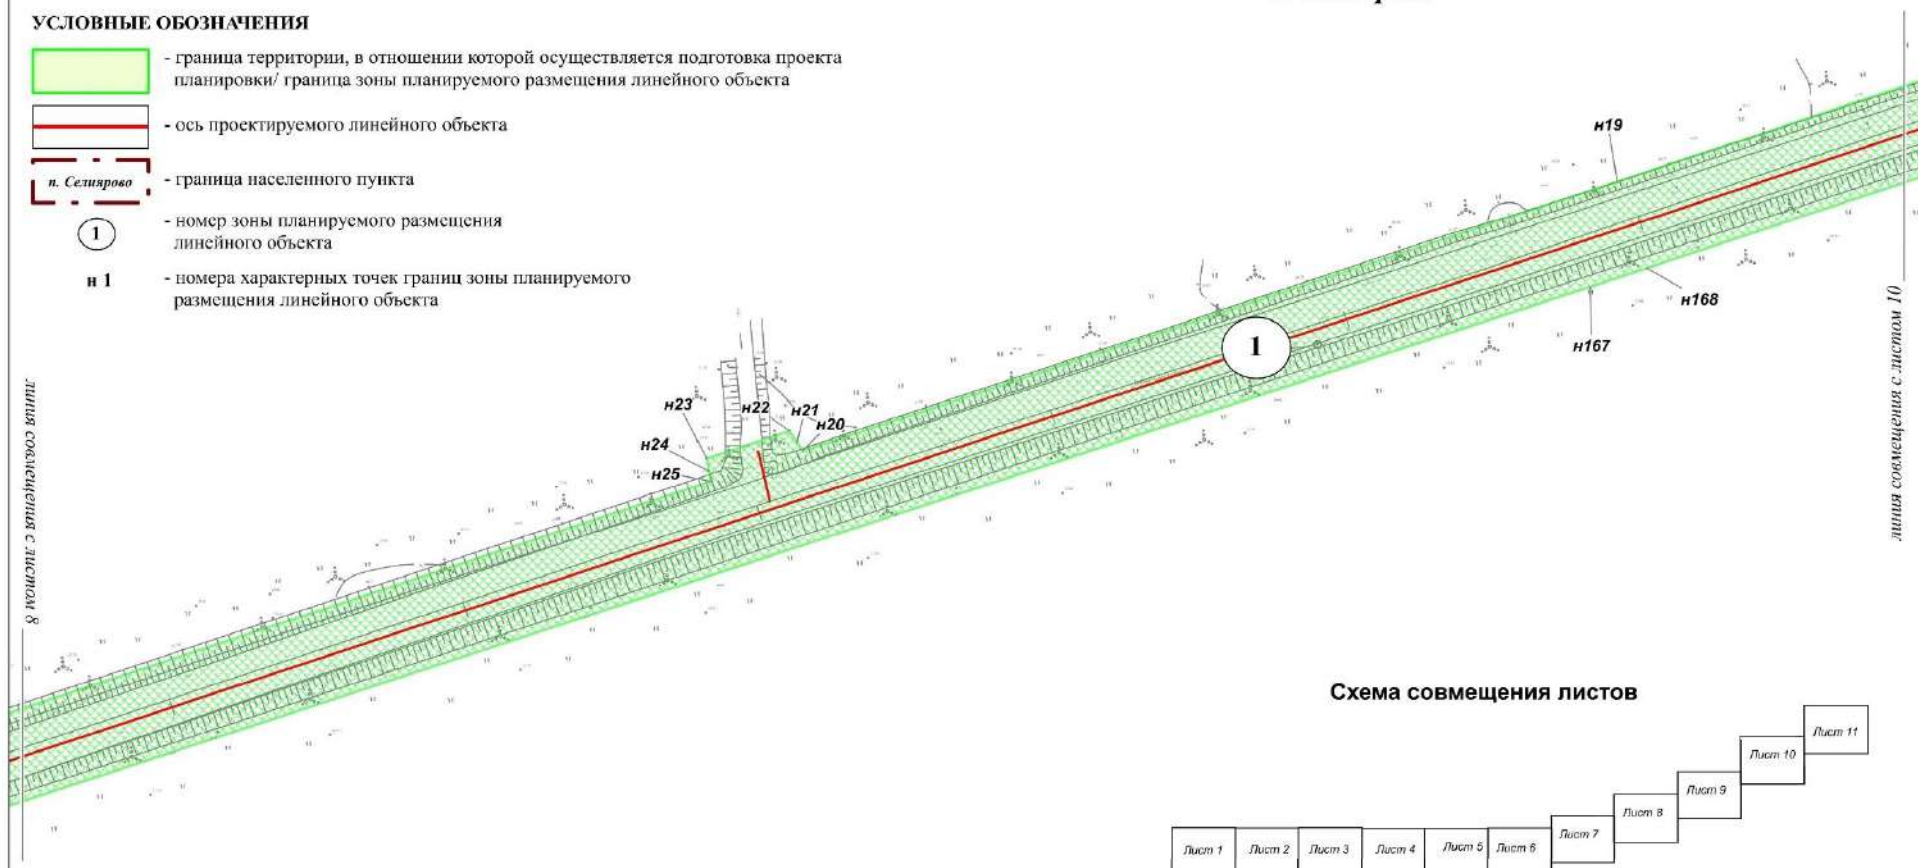 УСЛОВНЫЕ ОБОЗНАЧЕНИЯ
- граница территории, в отношении которой осуществляется подготовка проекта
планировки/ граница зоны планируемого размещения линейного объекта
- ось проектируемого линейного объекта
п. Селиярово
- граница населенного пункта
1
- номер зоны планируемого размещения
линейного объекта
н 1
- номера характерных точек границ зоны планируемого
размещения линейного объекта
линия совмещения с листом 8
линия совмещения с листом 10
н19
н168
н167
1
н23
н22
н21
н20
н24
н25
Схема совмещения листов
Лист 1
Лист 2
Лист 3
Лист 4
Лист 5
Лист 6
Лист 7
Лист 8
Лист 9
Лист 10
Лист 11